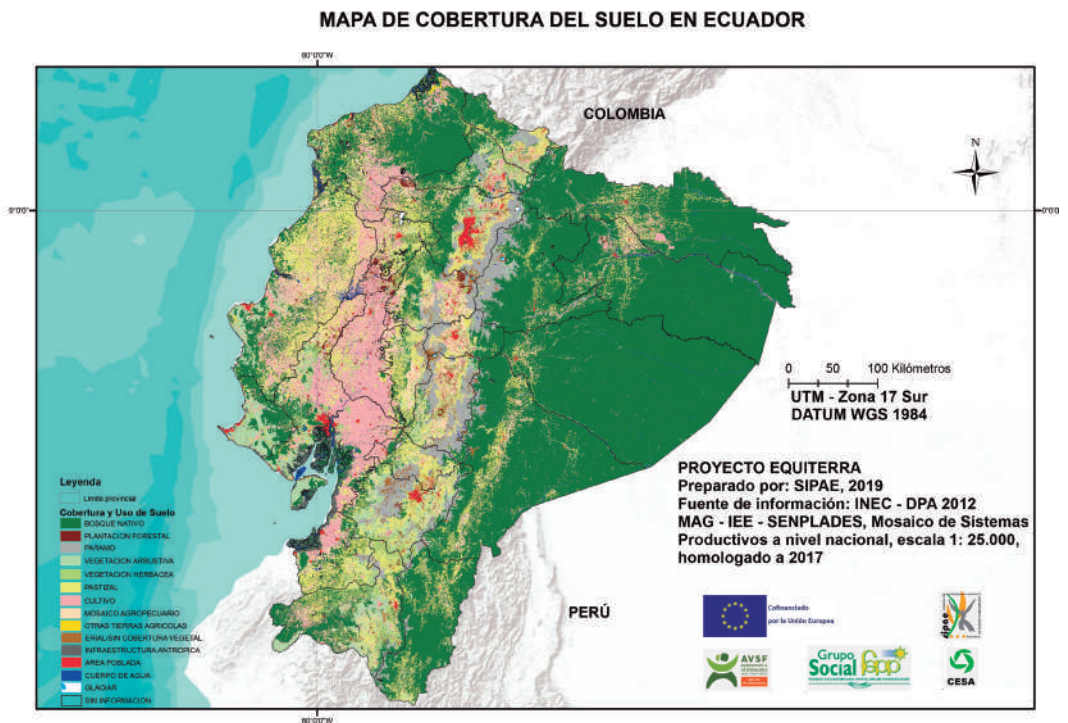 MAPA DE COBERTURA DEL SUELO EN ECUADOR
80°0'0"W
COLOMBIA
N
0°0'0
0°0'0
0 50 100 Kilómetros
UTM - Zona 17 Sur
DATUM WGS 1984
PROYECTO EQUITERRA
Preparado por: SIPAE, 2019
Fuente de información: INEC - DPA 2012
MAG - IEE - SENPLADES, Mosaico de Sistemas
Productivos a nivel nacional, escala 1: 25.000,
homologado a 2017
PERÚ
Leyenda
Limite provincial
Cobertura y Uso de Suelo
BOSQUE NATIVO
PLANTACION FORESTAL
PARAMO
VEGETACION ARBUSTIVA
VEGETACION HERBACEA
PASTIZAL
CULTIVO
MOSAICO AGROPECUARIO
OTRAS TIERRAS AGRICOLAS
ERIAL/SIN COBERTURA VEGETAL
INFRAESTRUCTURA ANTROPICA
AREA POBLADA
CUERPO DE AGUA
GLACIAR
SIN INFORMACION
Cofinanciado
por la Unión Europea
sipae
AVSF
Grupo
Social fepp
CESA
80°0'0"W